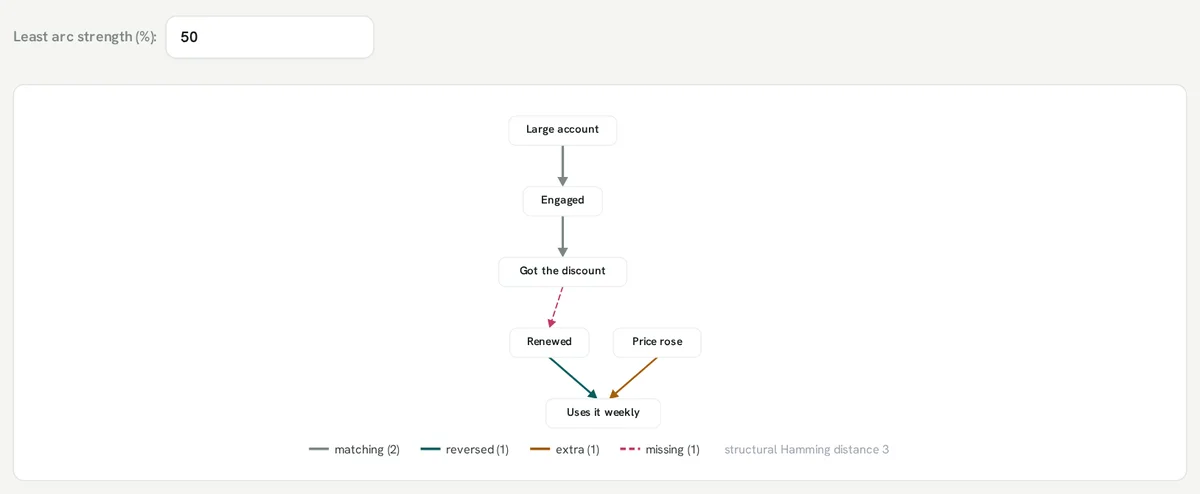 Least arc strength (%): 50
Large account
Engaged
Got the discount
Renewed Price rose
Uses it weekly
matching (2) reversed (1) extra (1) missing (1) structural Hamming distance 3